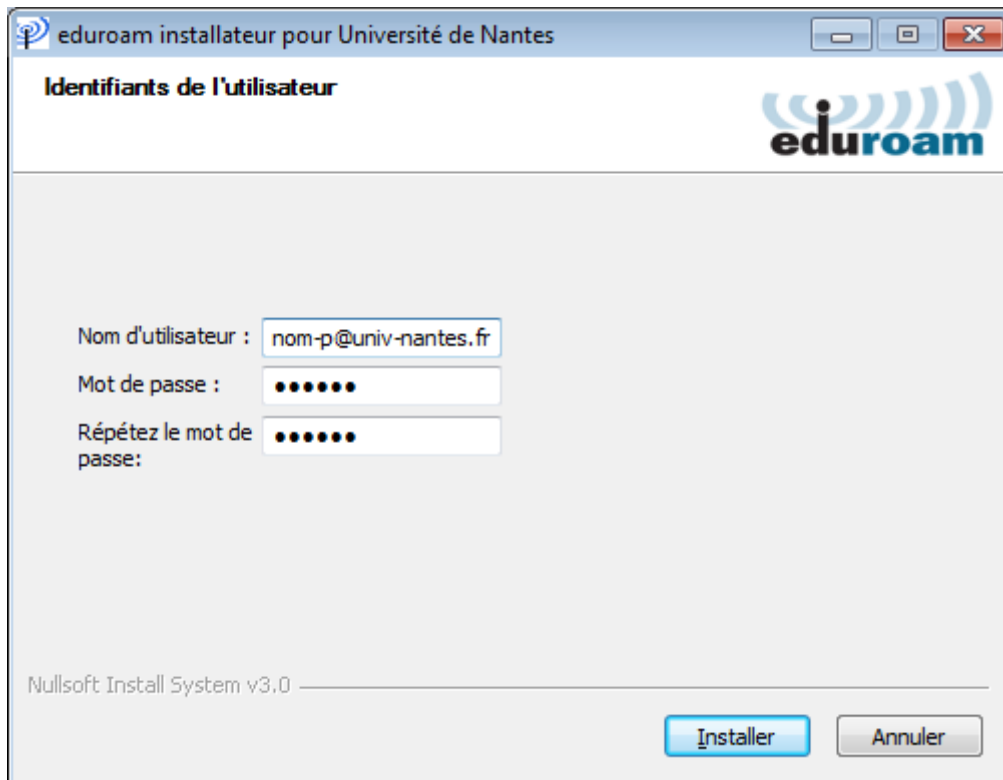 eduroam installateur pour Université de Nantes
Identifiants de l'utilisateur
eduroam
Nom d'utilisateur :
nom-p@univ-nantes.fr
Mot de passe :
••••••
Répétez le mot de
passe:
••••••
Nullsoft Install System v3.0
Installer
Annuler